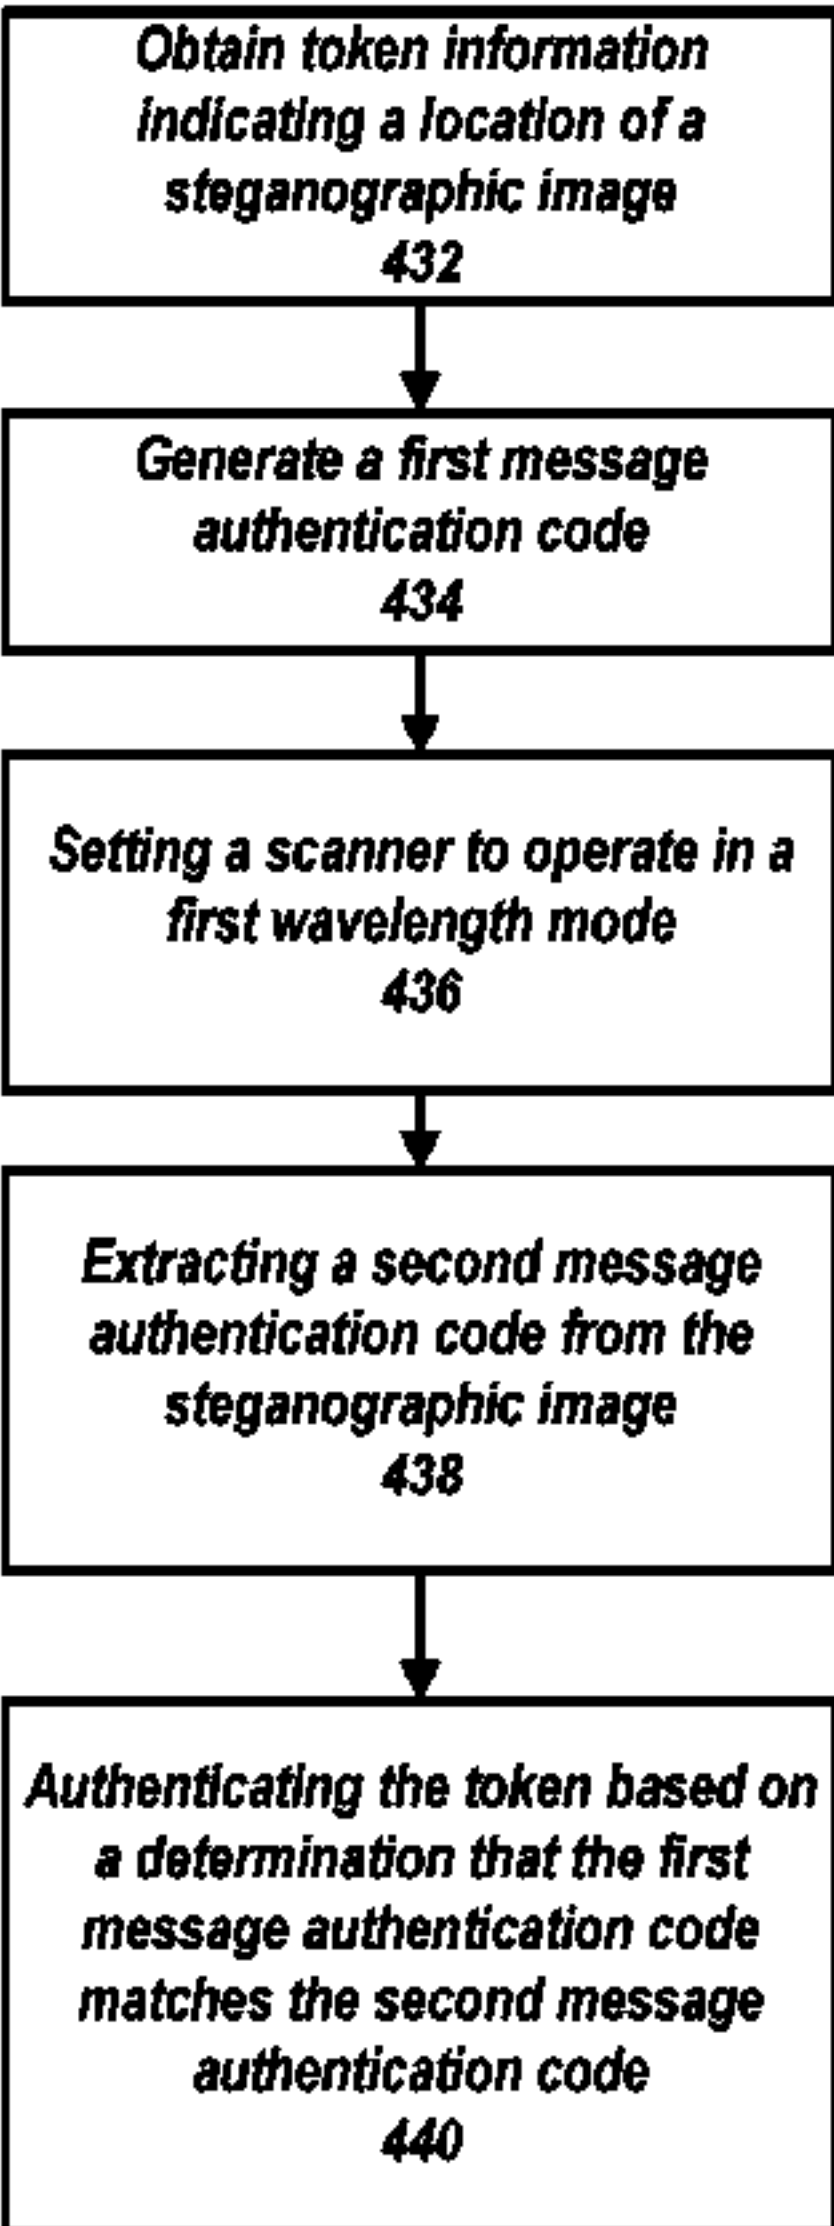 Obtain token information
indicating a location of a
steganographic image
432
Generate a first message
authentication code
434
Setting a scanner to operate in a
first wavelength mode
436
Extracting a second message
authentication code from the
steganographic image
438
Authenticating the token based on
a determination that the first
message authentication code
matches the second message
authentication code
440